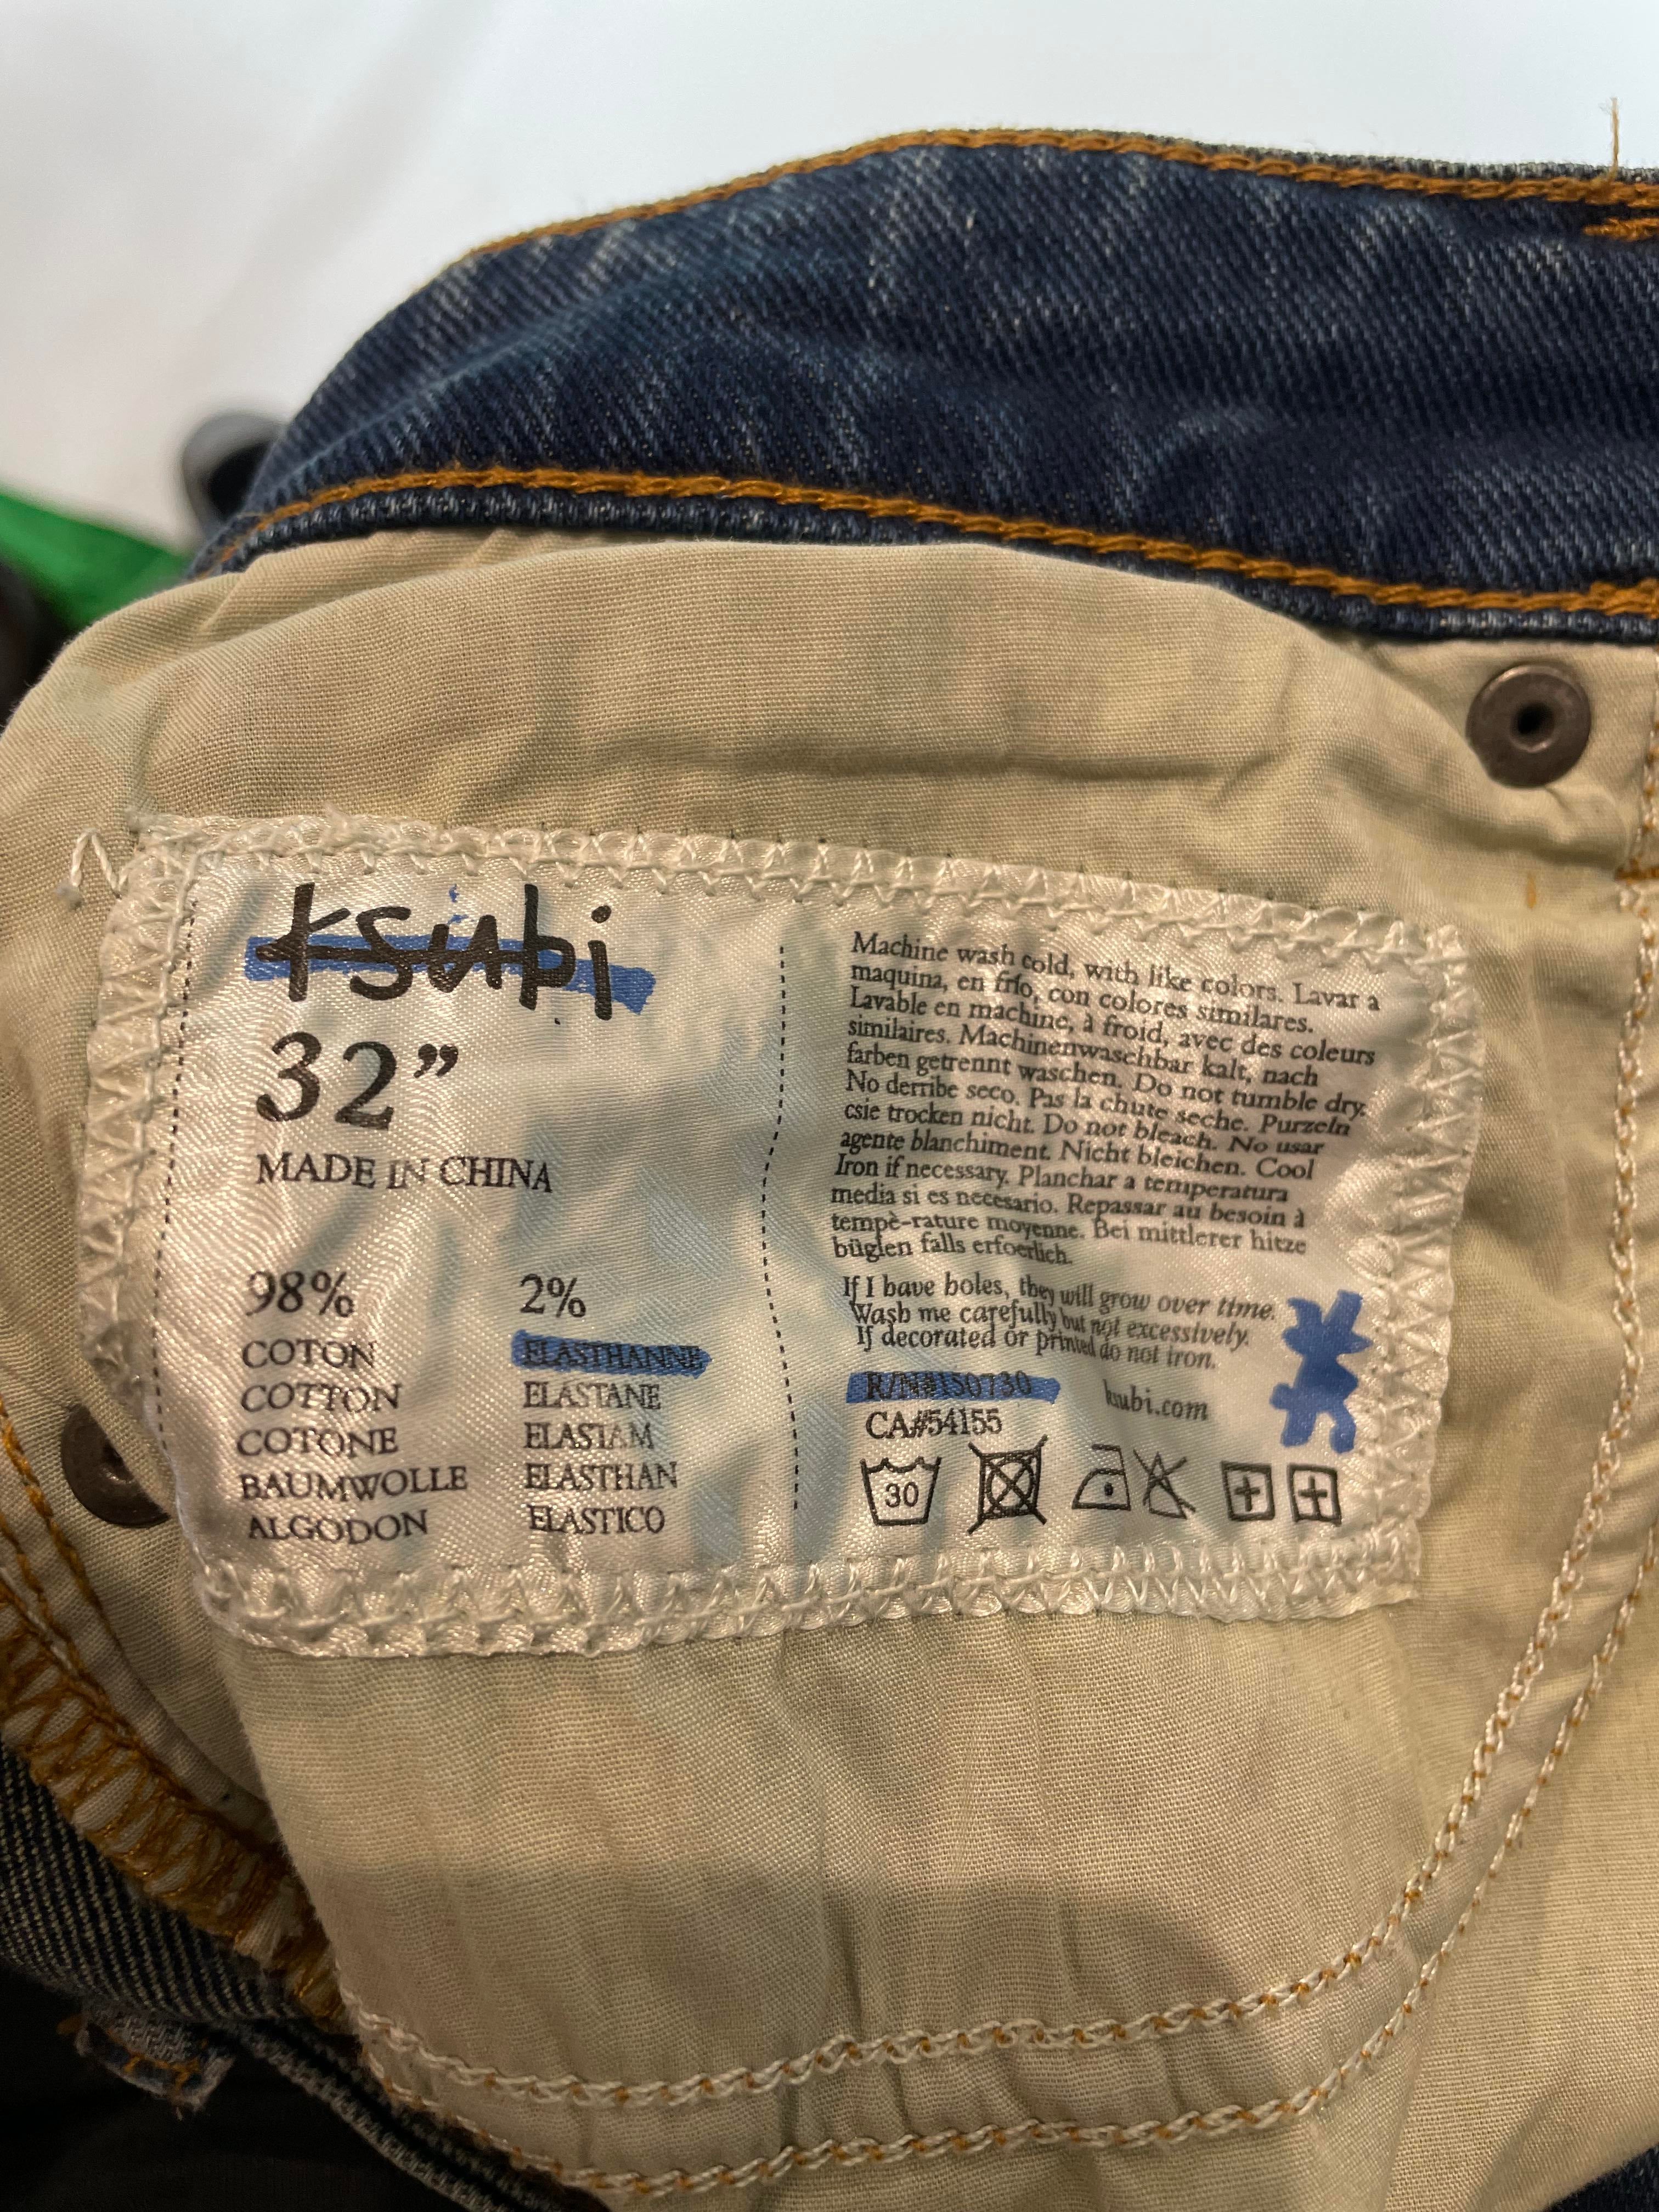 ksubi
32”
MADE IN CHINA
98%
COTON
COTTON
COTONE
BAUMWOLLE
ALGODON
2%
ELASTHANNE
ELASTANE
ELASTAM
ELASTHAN
ELASTICO
Machine wash cold, with like colors. Lavar a
maquina, en frío, con colores similares.
Lavable en machine, à froid, avec des coleurs
similaires. Machinenwaschbar kalt, nach
farben getrennt waschen. Do not tumble dry.
No derribe seco. Pas la chute seche. Purzeln
csie trocken nicht. Do not bleach. No usar
agente blanchiment. Nicht bleichen. Cool
Iron if necessary. Planchar a temperatura
media si es necesario. Repassar au besoin à
tempè-rature moyenne. Bei mittlerer hitze
büglen falls erfoerlich.
If I have holes, they will grow over time.
Wash me carefully but not excessively.
If decorated or printed do not iron.
R/N#150730
CA#54155
ksubi.com
30